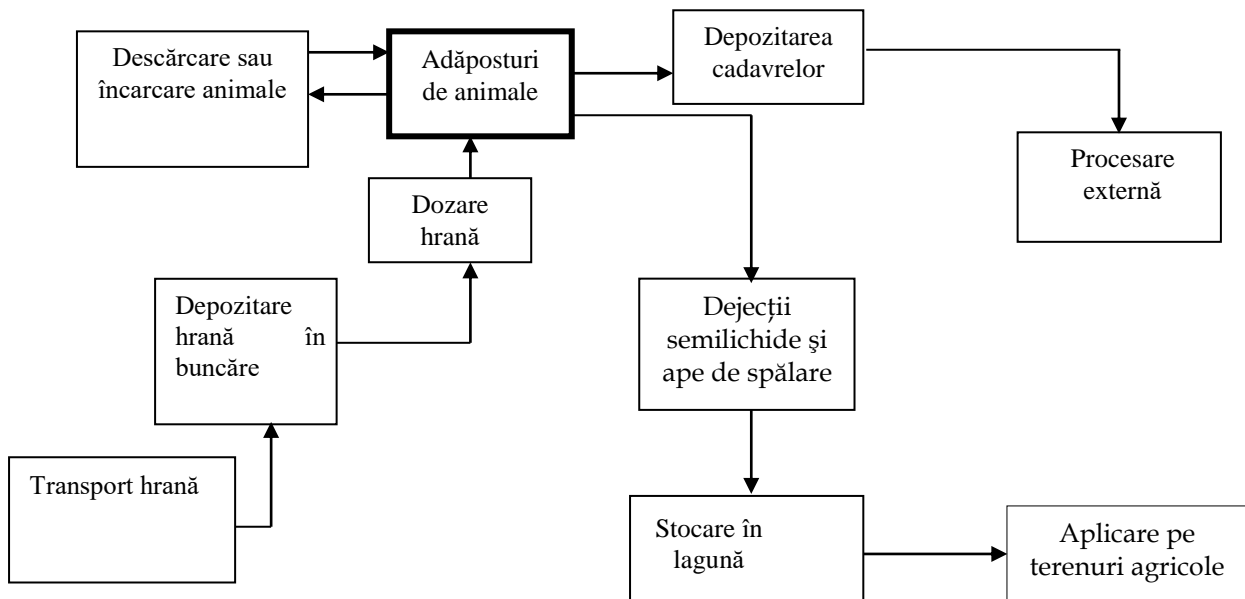 Descărcare sau
încarcare animale
Adăposturi
de animale
Depozitarea
cadavrelor
Procesare
externă
Dozare
hrană
Depozitare
hrană în
buncăre
Dejecții
semilichide şi
ape de spălare
Transport hrană
Stocare în
lagună
Aplicare pe
terenuri agricole